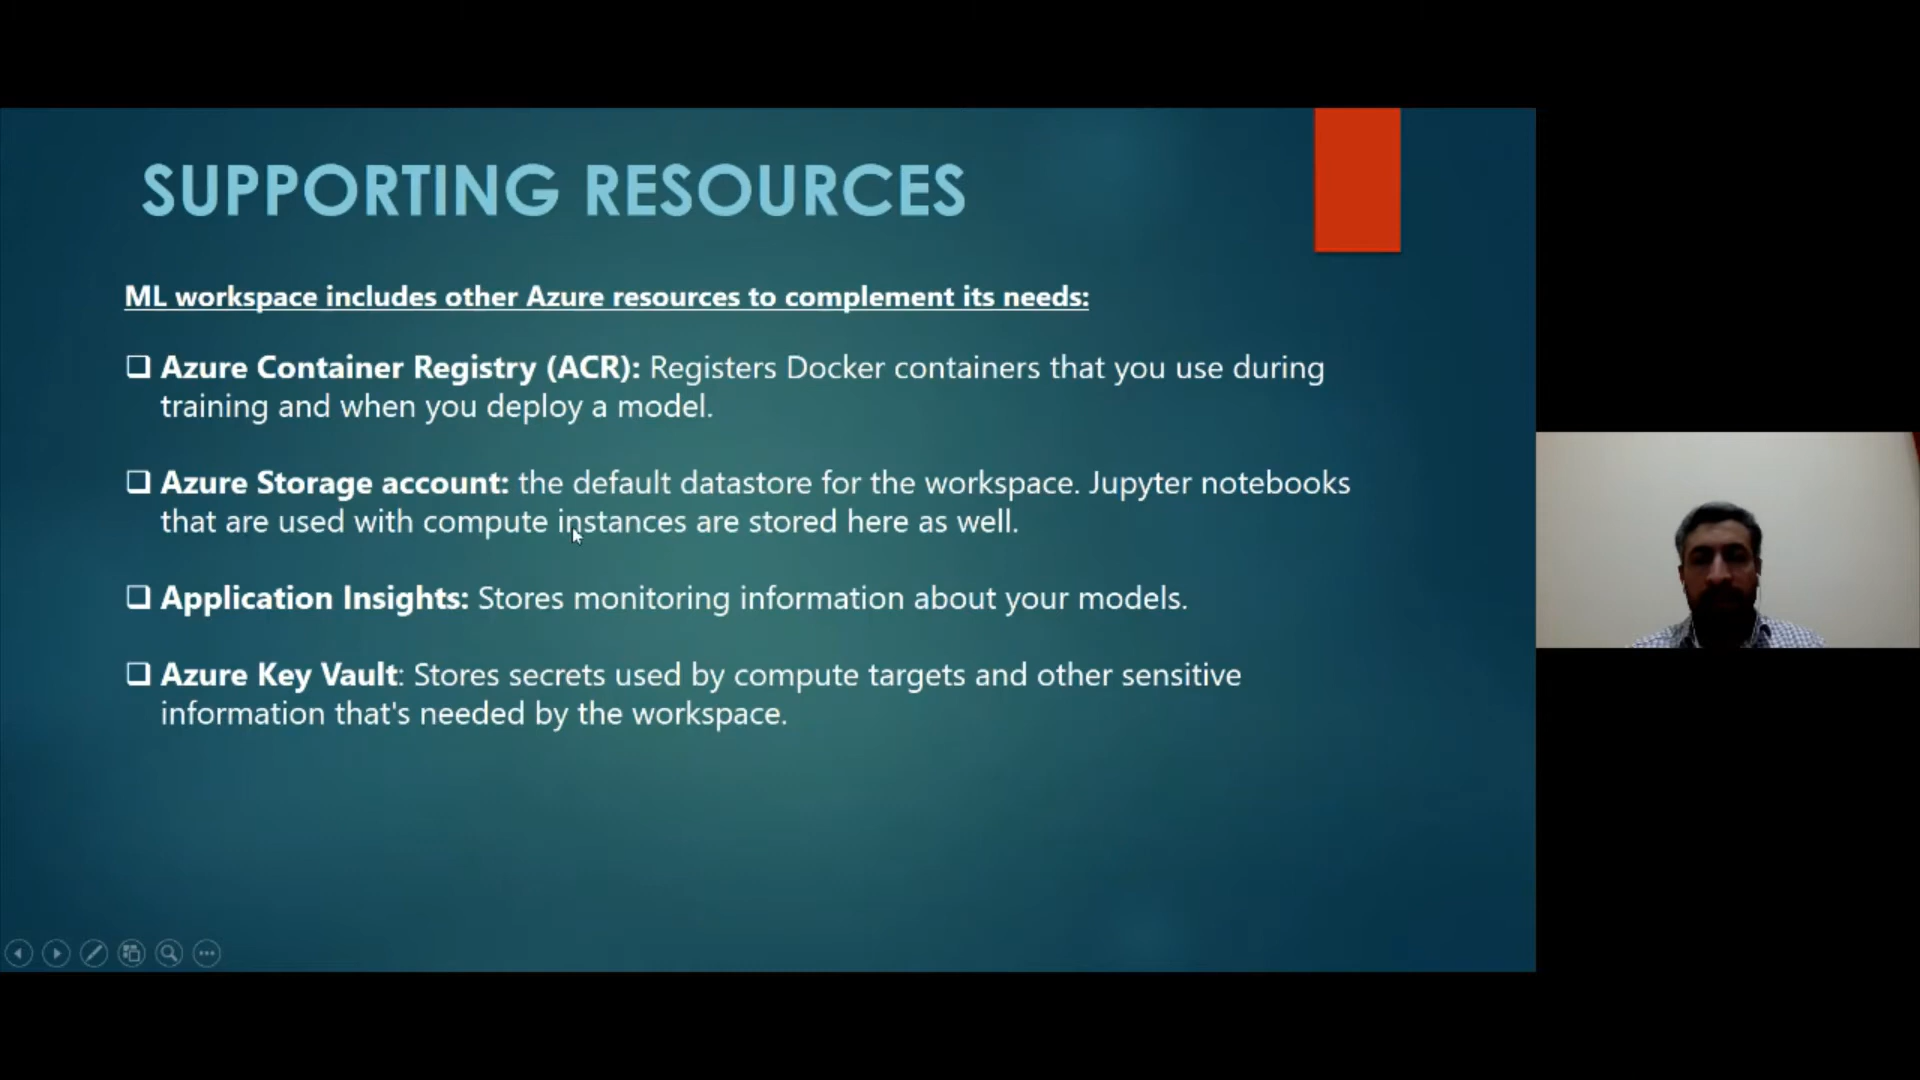 SUPPORTING RESOURCES
ML workspace includes other Azure resources to complement its needs:
Azure Container Registry (ACR): Registers Docker containers that you use during
training and when you deploy a model.
Azure Storage account: the default datastore for the workspace. Jupyter notebooks
that are used with compute instances are stored here as well.
Application Insights: Stores monitoring information about your models.
Azure Key Vault: Stores secrets used by compute targets and other sensitive
information that's needed by the workspace.